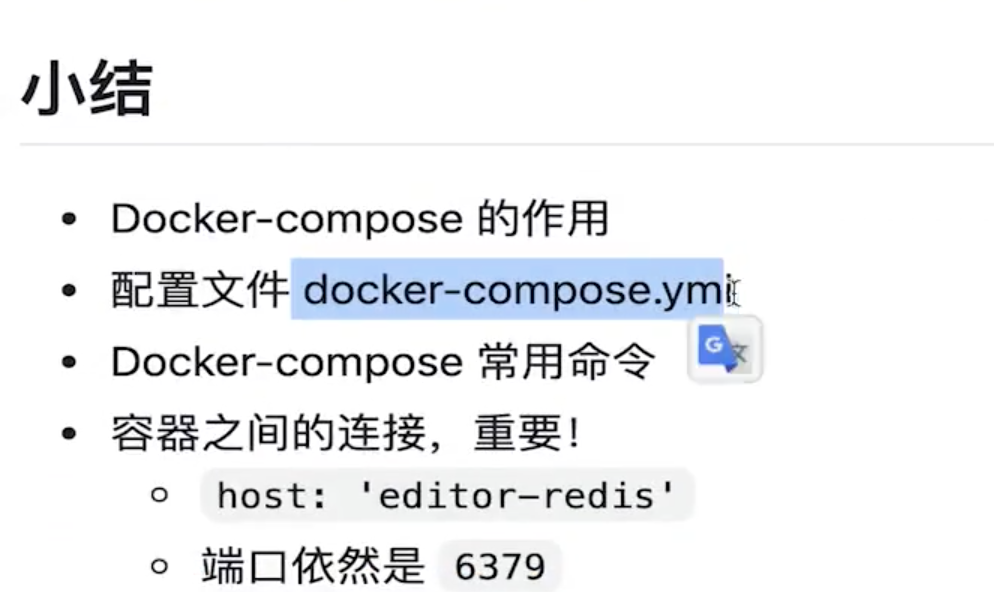 小结
Docker-compose 的作用
配置文件 docker-compose.yml
Docker-compose 常用命令
容器之间的连接，重要！
host: 'editor-redis'
端口依然是 6379